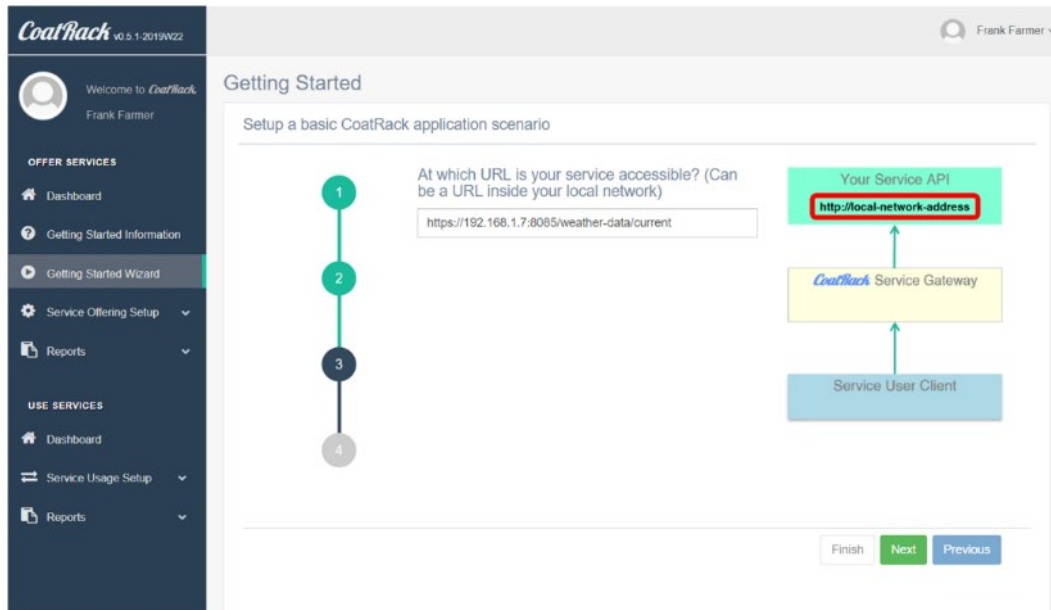 CoatRack v0.5.1-2019W22
Frank Farmer
Welcome to CoatRack,
Frank Farmer
OFFER SERVICES
Dashboard
Getting Started Information
Getting Started Wizard
Service Offering Setup
Reports
USE SERVICES
Dashboard
Service Usage Setup
Reports
Getting Started
Setup a basic CoatRack application scenario
1
2
3
4
At which URL is your service accessible? (Can
be a URL inside your local network)
https://192.168.1.7:8085/weather-data/current
Your Service API
http://local-network-address
CoatRack Service Gateway
Service User Client
Finish
Next
Previous